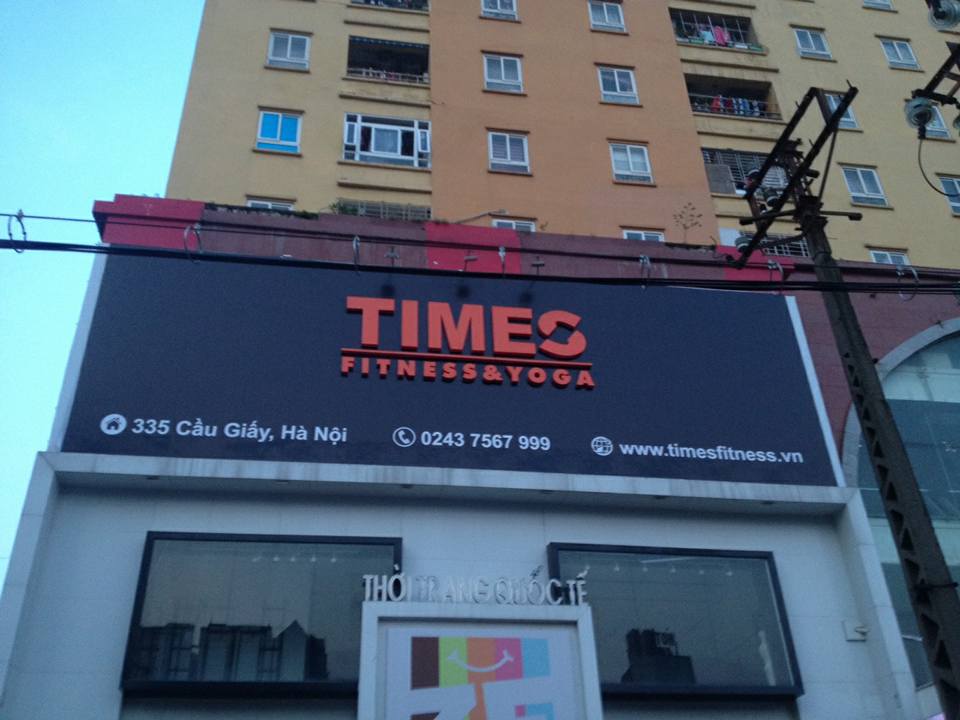 TIMES
FITNESS&YOGA
335 Cầu Giấy, Hà Nội
0243 7567 999
www.timesfitness.vn
THỜI TRANG QUỐC TẾ